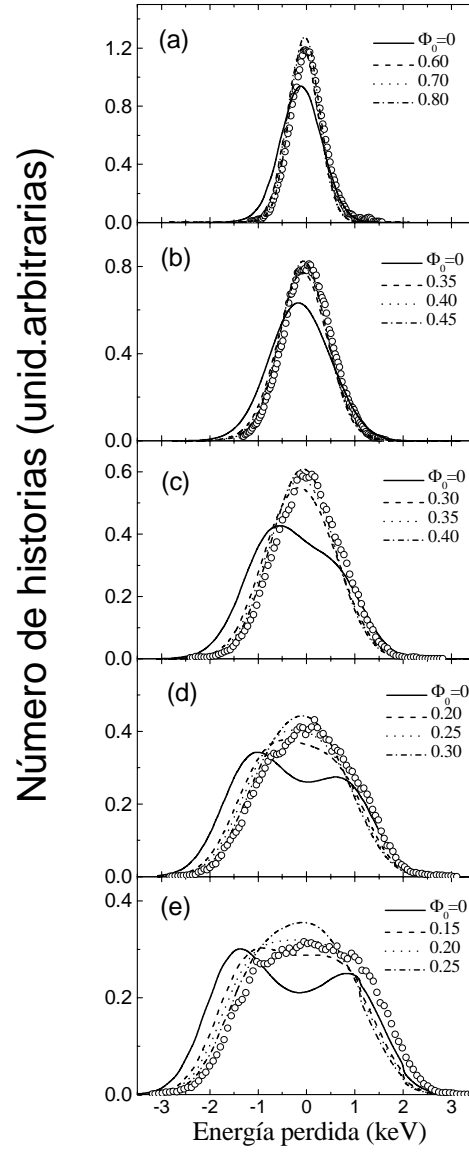 Número de historias (unid.arbitrarias)
(a)
Φ₀=0
0.60
0.70
0.80
1.2
0.8
0.4
0.0
(b)
Φ₀=0
0.35
0.40
0.45
0.8
0.4
0.0
(c)
Φ₀=0
0.30
0.35
0.40
0.6
0.4
0.2
0.0
(d)
Φ₀=0
0.20
0.25
0.30
0.4
0.2
0.0
(e)
Φ₀=0
0.15
0.20
0.25
0.4
0.2
0.0
-3 -2 -1 0 1 2 3
Energía perdida (keV)